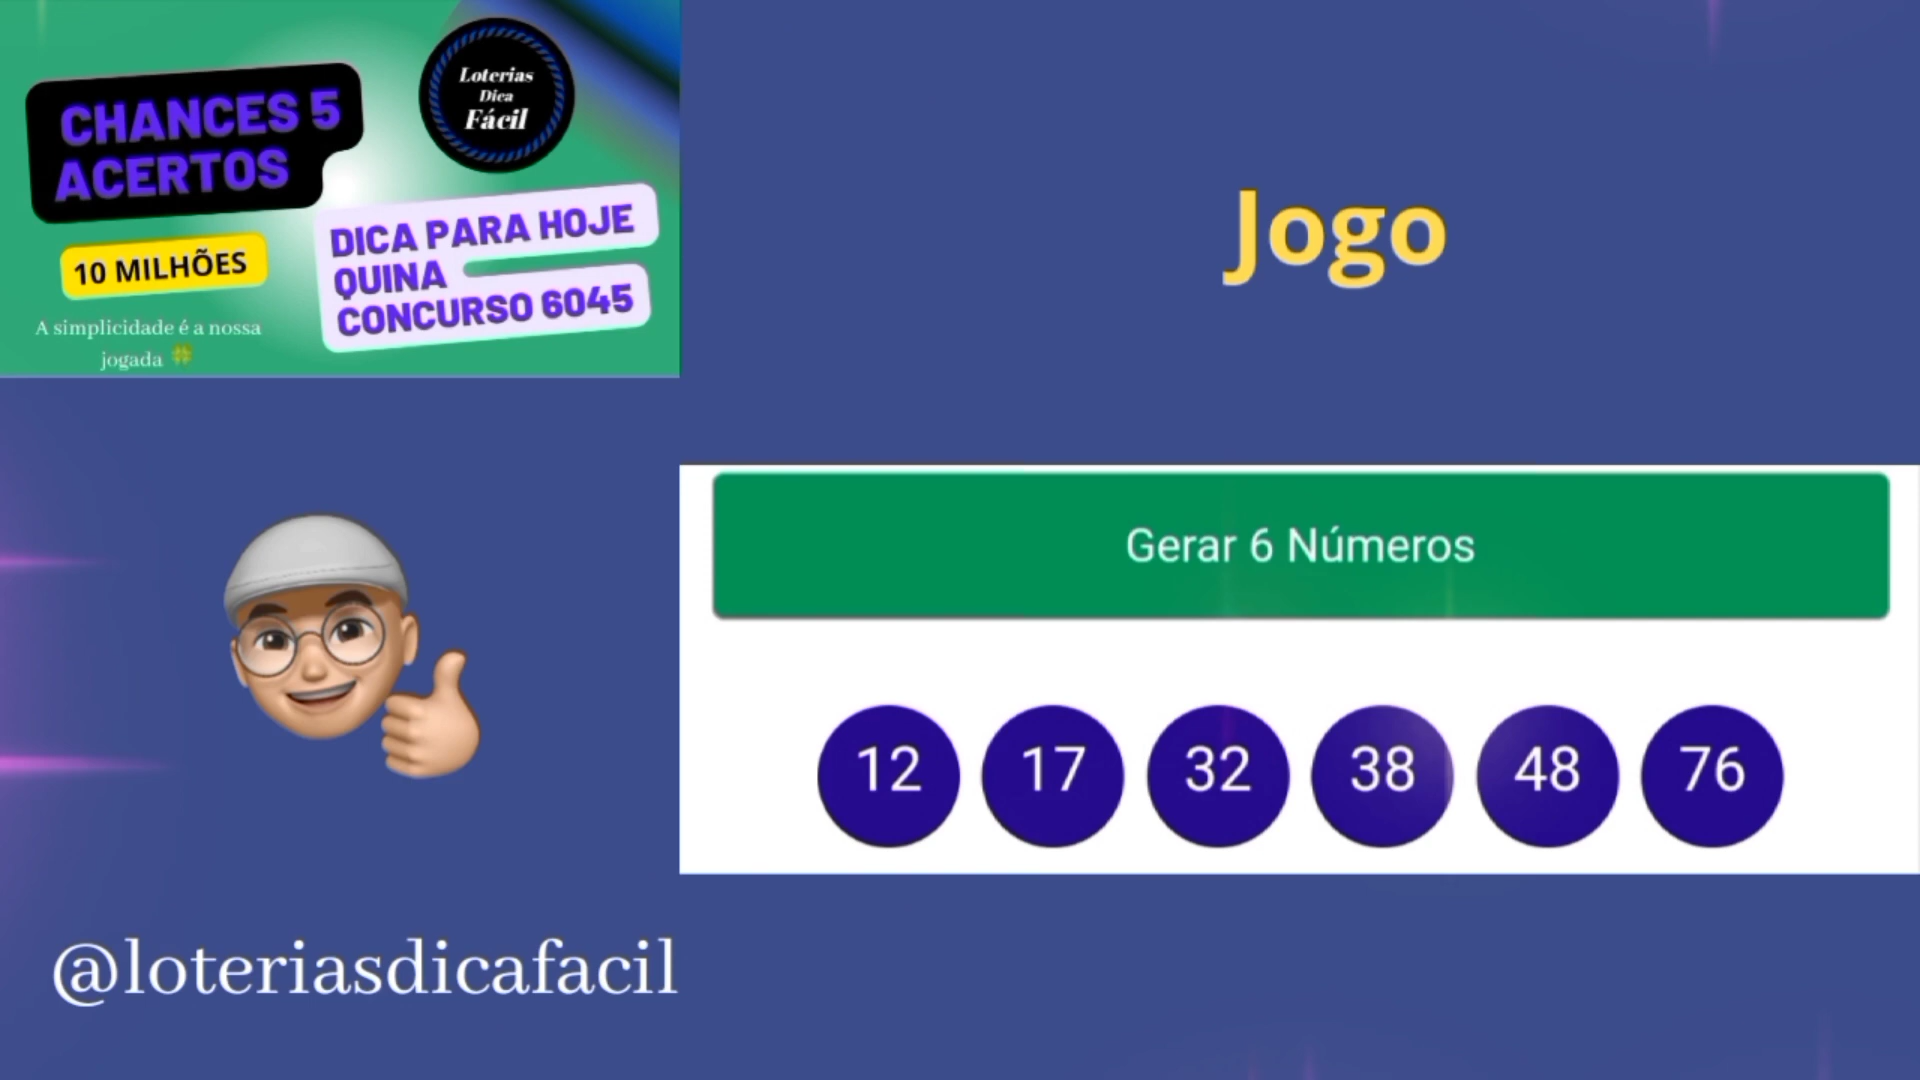 CHANCES 5
ACERTOS
Loterias
Dica
Fácil
10 MILHÕES
DICA PARA HOJE
QUINA
CONCURSO 6045
A simplicidade é a nossa
jogada
Jogo
Gerar 6 Números
12 17 32 38 48 76
@loteriasdicafacil